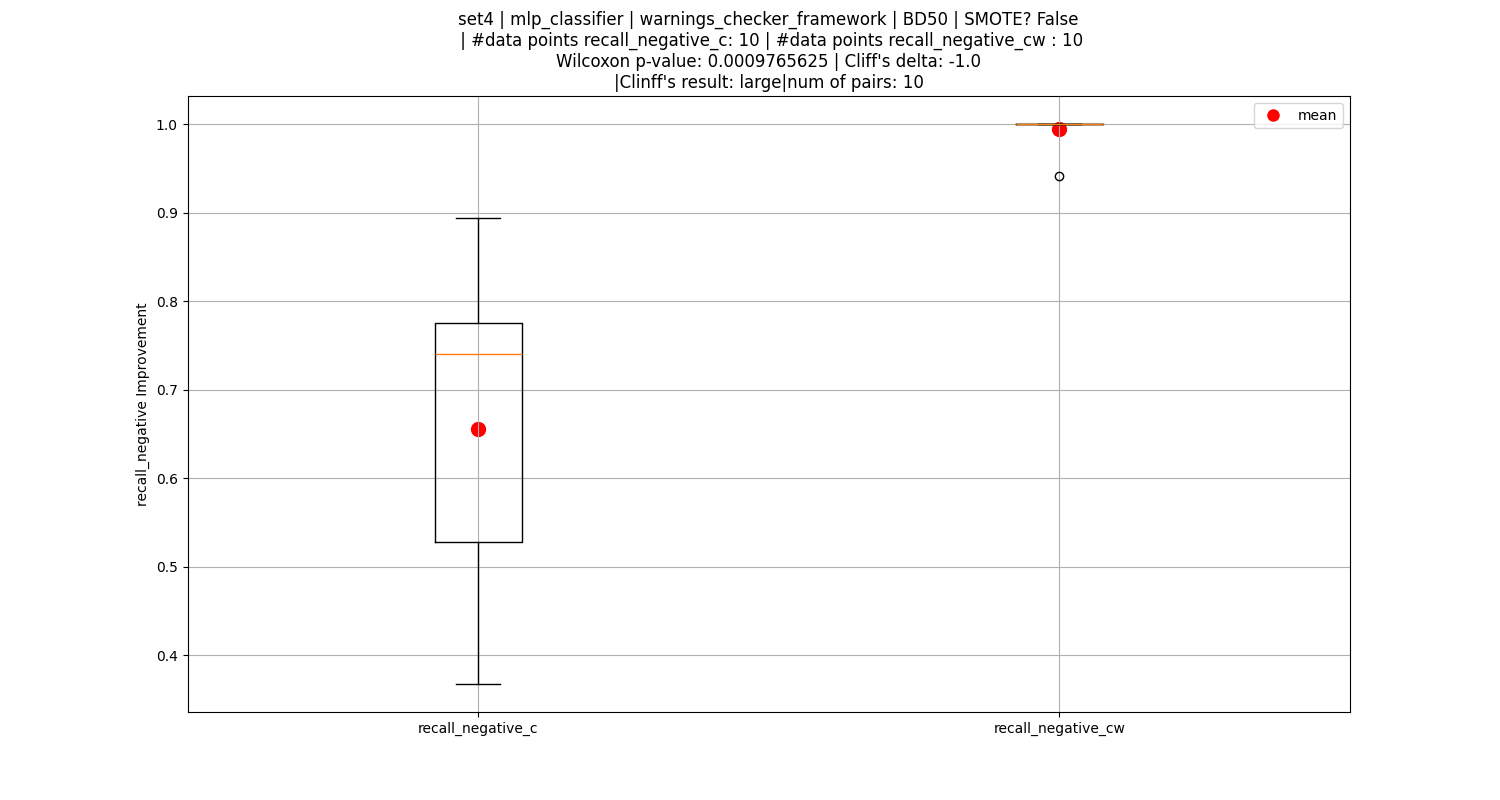 set4 | mlp_classifier | warnings_checker_framework | BD50 | SMOTE? False
| #data points recall_negative_c: 10 | #data points recall_negative_cw : 10
Wilcoxon p-value: 0.0009765625 | Cliff's delta: -1.0
|Clinff's result: large|num of pairs: 10
mean
1.0
0.9
0.8
0.7
0.6
0.5
0.4
recall_negative Improvement
recall_negative_c
recall_negative_cw